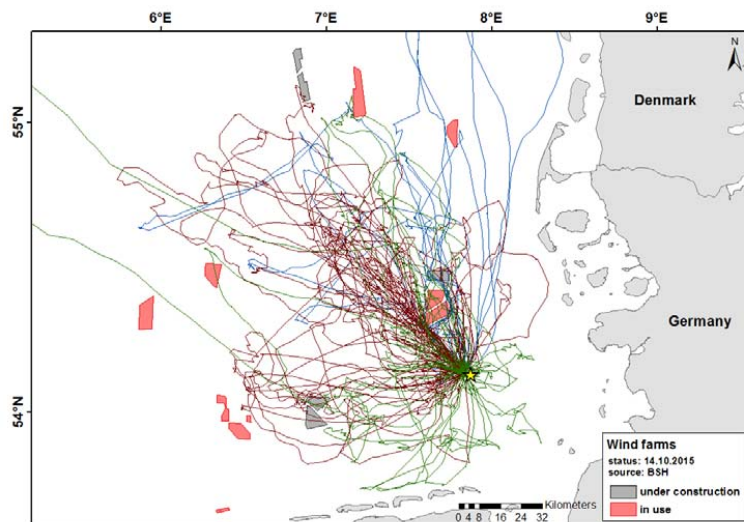 6°E 7°E 8°E 9°E
N
55°N
Denmark
Germany
54°N
Wind farms
status: 14.10.2015
source: BSH
under construction
in use
Kilometers
0 4 8 16 24 32